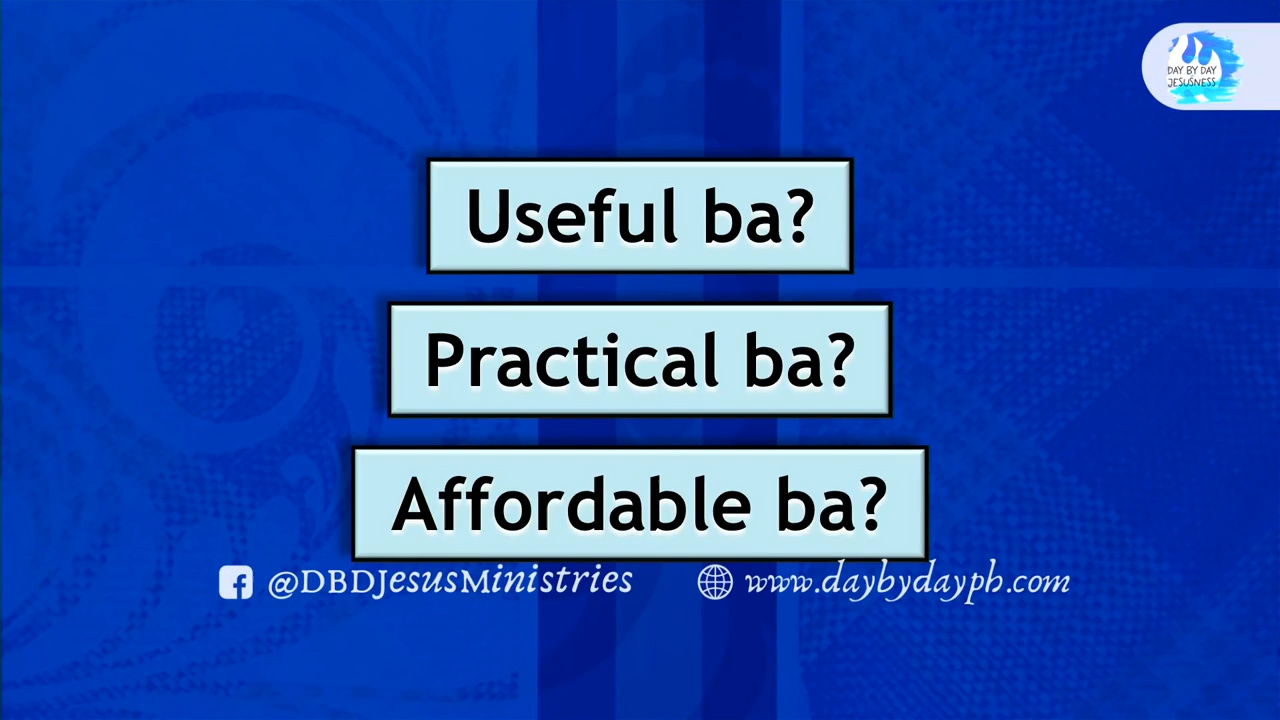 DAY BY DAY
JESUSNESS
Useful ba?
Practical ba?
Affordable ba?
@DBDJesusMinistries www.daybydayph.com